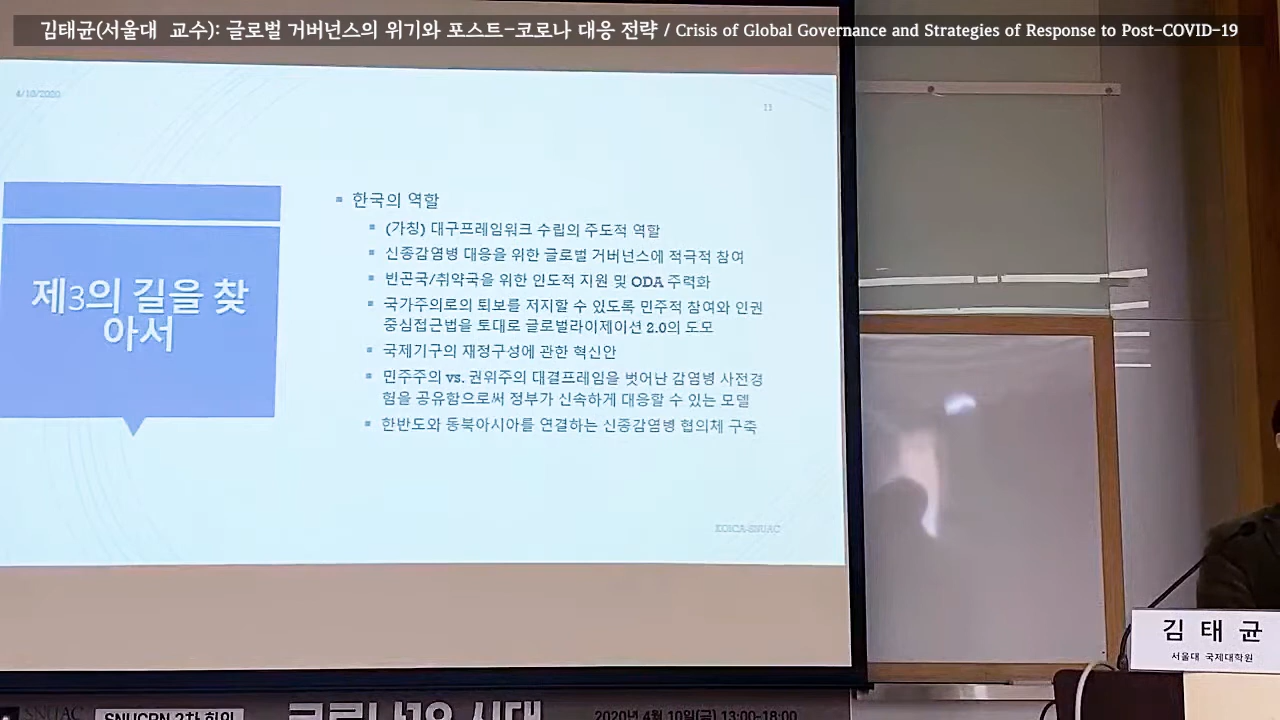 김태균(서울대 교수): 글로벌 거버넌스의 위기와 포스트-코로나 대응 전략 / Crisis of Global Governance and Strategies of Response to Post-COVID-19
4/10/2020
제3의 길을 찾
아서
▪ 한국의 역할
▪ (가칭) 대구프레임워크 수립의 주도적 역할
▪ 신종감염병 대응을 위한 글로벌 거버넌스에 적극적 참여
▪ 빈곤국/취약국을 위한 인도적 지원 및 ODA 주력화
▪ 국가주의로의 퇴보를 저지할 수 있도록 민주적 참여와 인권
중심접근법을 토대로 글로벌라이제이션 2.0의 도모
▪ 국제기구의 재정구성에 관한 혁신안
▪ 민주주의 vs. 권위주의 대결프레임을 벗어난 감염병 사전경
험을 공유함으로써 정부가 신속하게 대응할 수 있는 모델
▪ 한반도와 동북아시아를 연결하는 신종감염병 협의체 구축
KOICA-SNUAC
김 태 균
서울대 국제대학원
SNUAC
SNUCRN 2차 회의
코로나19 시대
2020년 4월 10일(금) 13:00-18:00